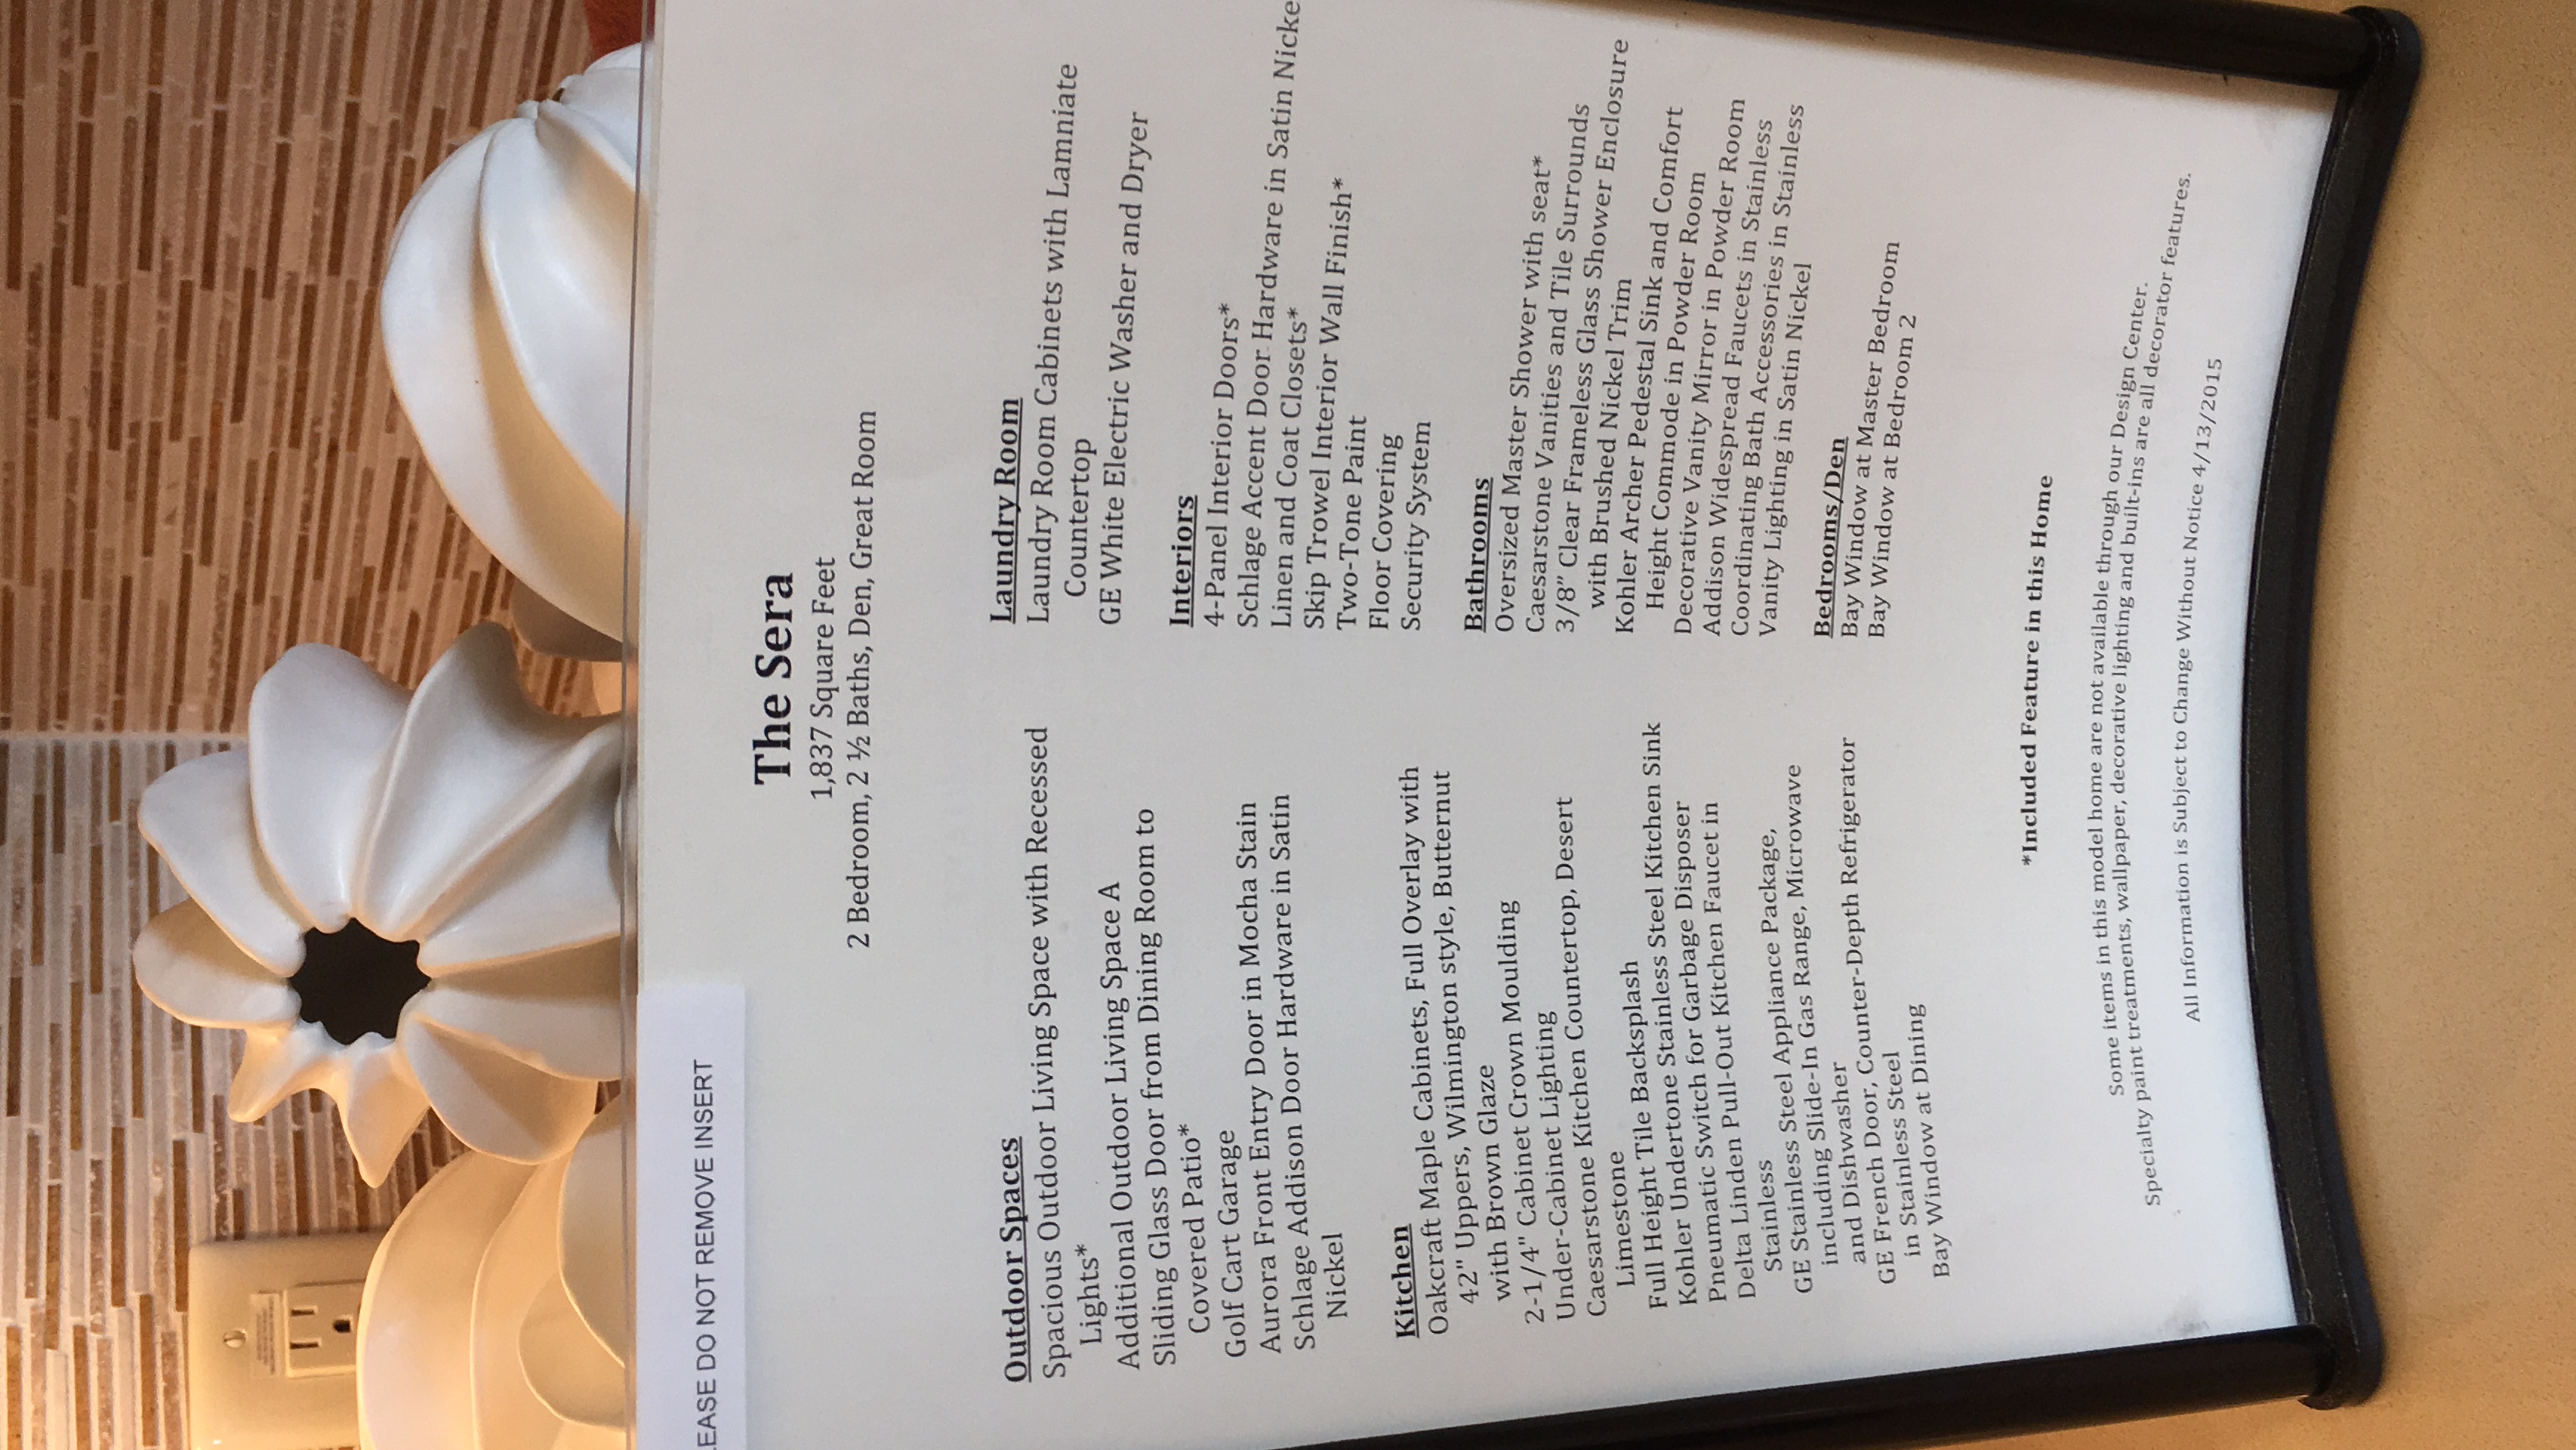 EASE DO NOT REMOVE INSERT
The Sera
1,837 Square Feet
2 Bedroom, 2 ½ Baths, Den, Great Room
Outdoor Spaces
Spacious Outdoor Living Space with Recessed
Lights*
Additional Outdoor Living Space A
Sliding Glass Door from Dining Room to
Covered Patio*
Golf Cart Garage
Aurora Front Entry Door in Mocha Stain
Schlage Addison Door Hardware in Satin
Nickel
Kitchen
Oakcraft Maple Cabinets, Full Overlay with
42" Uppers, Wilmington style, Butternut
with Brown Glaze
2-1/4" Cabinet Crown Moulding
Under-Cabinet Lighting
Caesarstone Kitchen Countertop, Desert
Limestone
Full Height Tile Backsplash
Kohler Undertone Stainless Steel Kitchen Sink
Pneumatic Switch for Garbage Disposer
Delta Linden Pull-Out Kitchen Faucet in
Stainless
GE Stainless Steel Appliance Package,
including Slide-In Gas Range, Microwave
and Dishwasher
GE French Door, Counter-Depth Refrigerator
in Stainless Steel
Bay Window at Dining
Laundry Room
Laundry Room Cabinets with Lamniate
Countertop
GE White Electric Washer and Dryer
Interiors
4-Panel Interior Doors*
Schlage Accent Door Hardware in Satin Nicke
Linen and Coat Closets*
Skip Trowel Interior Wall Finish*
Two-Tone Paint
Floor Covering
Security System
Bathrooms
Oversized Master Shower with seat*
Caesarstone Vanities and Tile Surrounds
3/8” Clear Frameless Glass Shower Enclosure
with Brushed Nickel Trim
Kohler Archer Pedestal Sink and Comfort
Height Commode in Powder Room
Decorative Vanity Mirror in Powder Room
Addison Widespread Faucets in Stainless
Coordinating Bath Accessories in Stainless
Vanity Lighting in Satin Nickel
Bedrooms/Den
Bay Window at Master Bedroom
Bay Window at Bedroom 2
*Included Feature in this Home
Some items in this model home are not available through our Design Center.
Specialty paint treatments, wallpaper, decorative lighting and built-ins are all decorator features.
All Information is Subject to Change Without Notice 4/13/2015